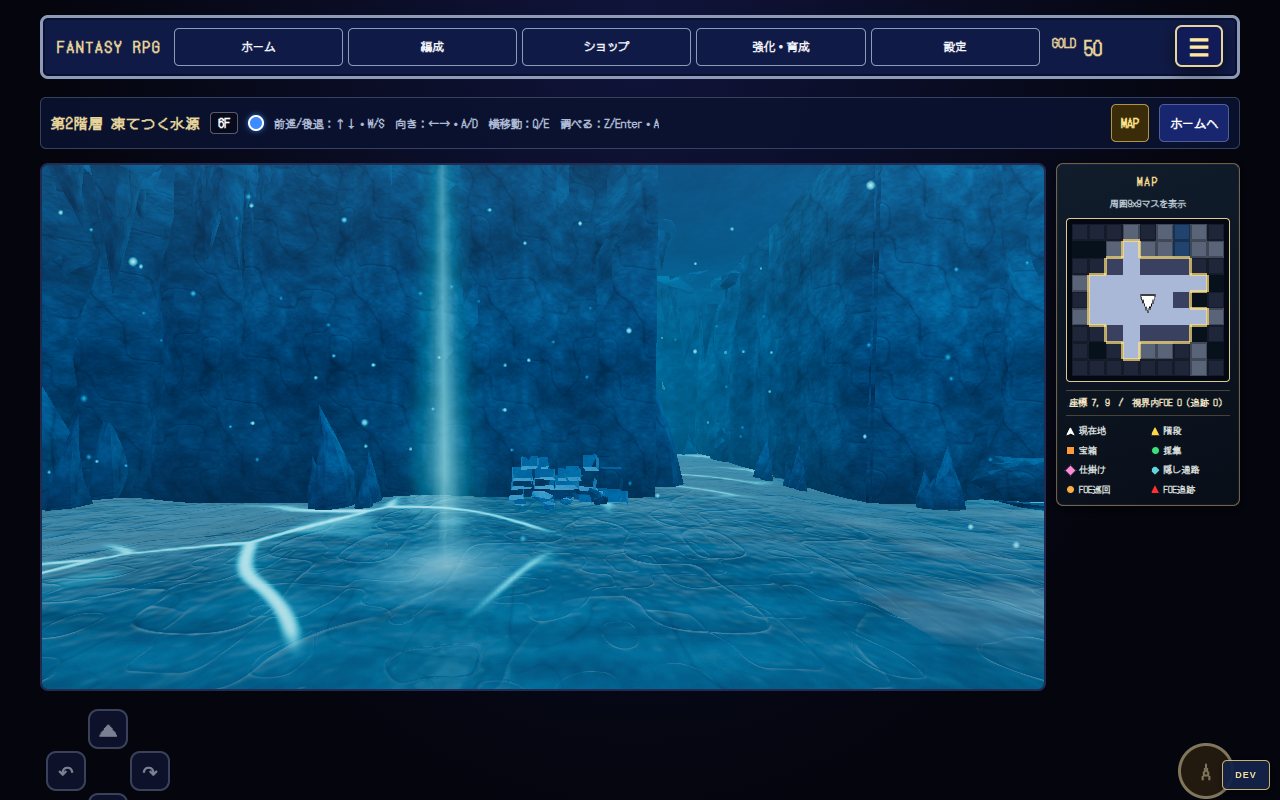 FANTASY RPG
ホーム
編成
ショップ
強化・育成
設定
GOLD 50
第2階層 凍てつく水源
6F
前進/後退：↑↓・W/S 向き：←→・A/D 横移動：Q/E 調べる：Z/Enter・A
MAP
ホームへ
MAP
周囲9x9マスを表示
座標 7, 9 / 視界内FOE 0（追跡 0）
現在地
階段
宝箱
採集
仕掛け
隠し通路
FOE巡回
FOE追跡
A
DEV